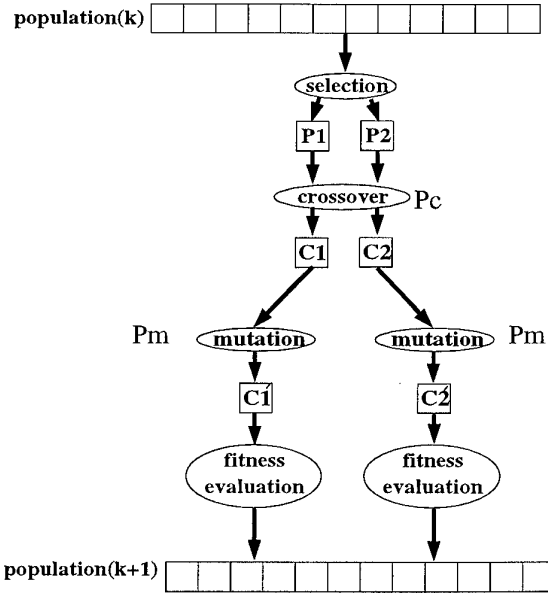 population(k)
selection
P1 P2
crossover Pc
C1 C2
Pm mutation mutation Pm
C1́ C2́
fitness evaluation
fitness evaluation
population(k+1)